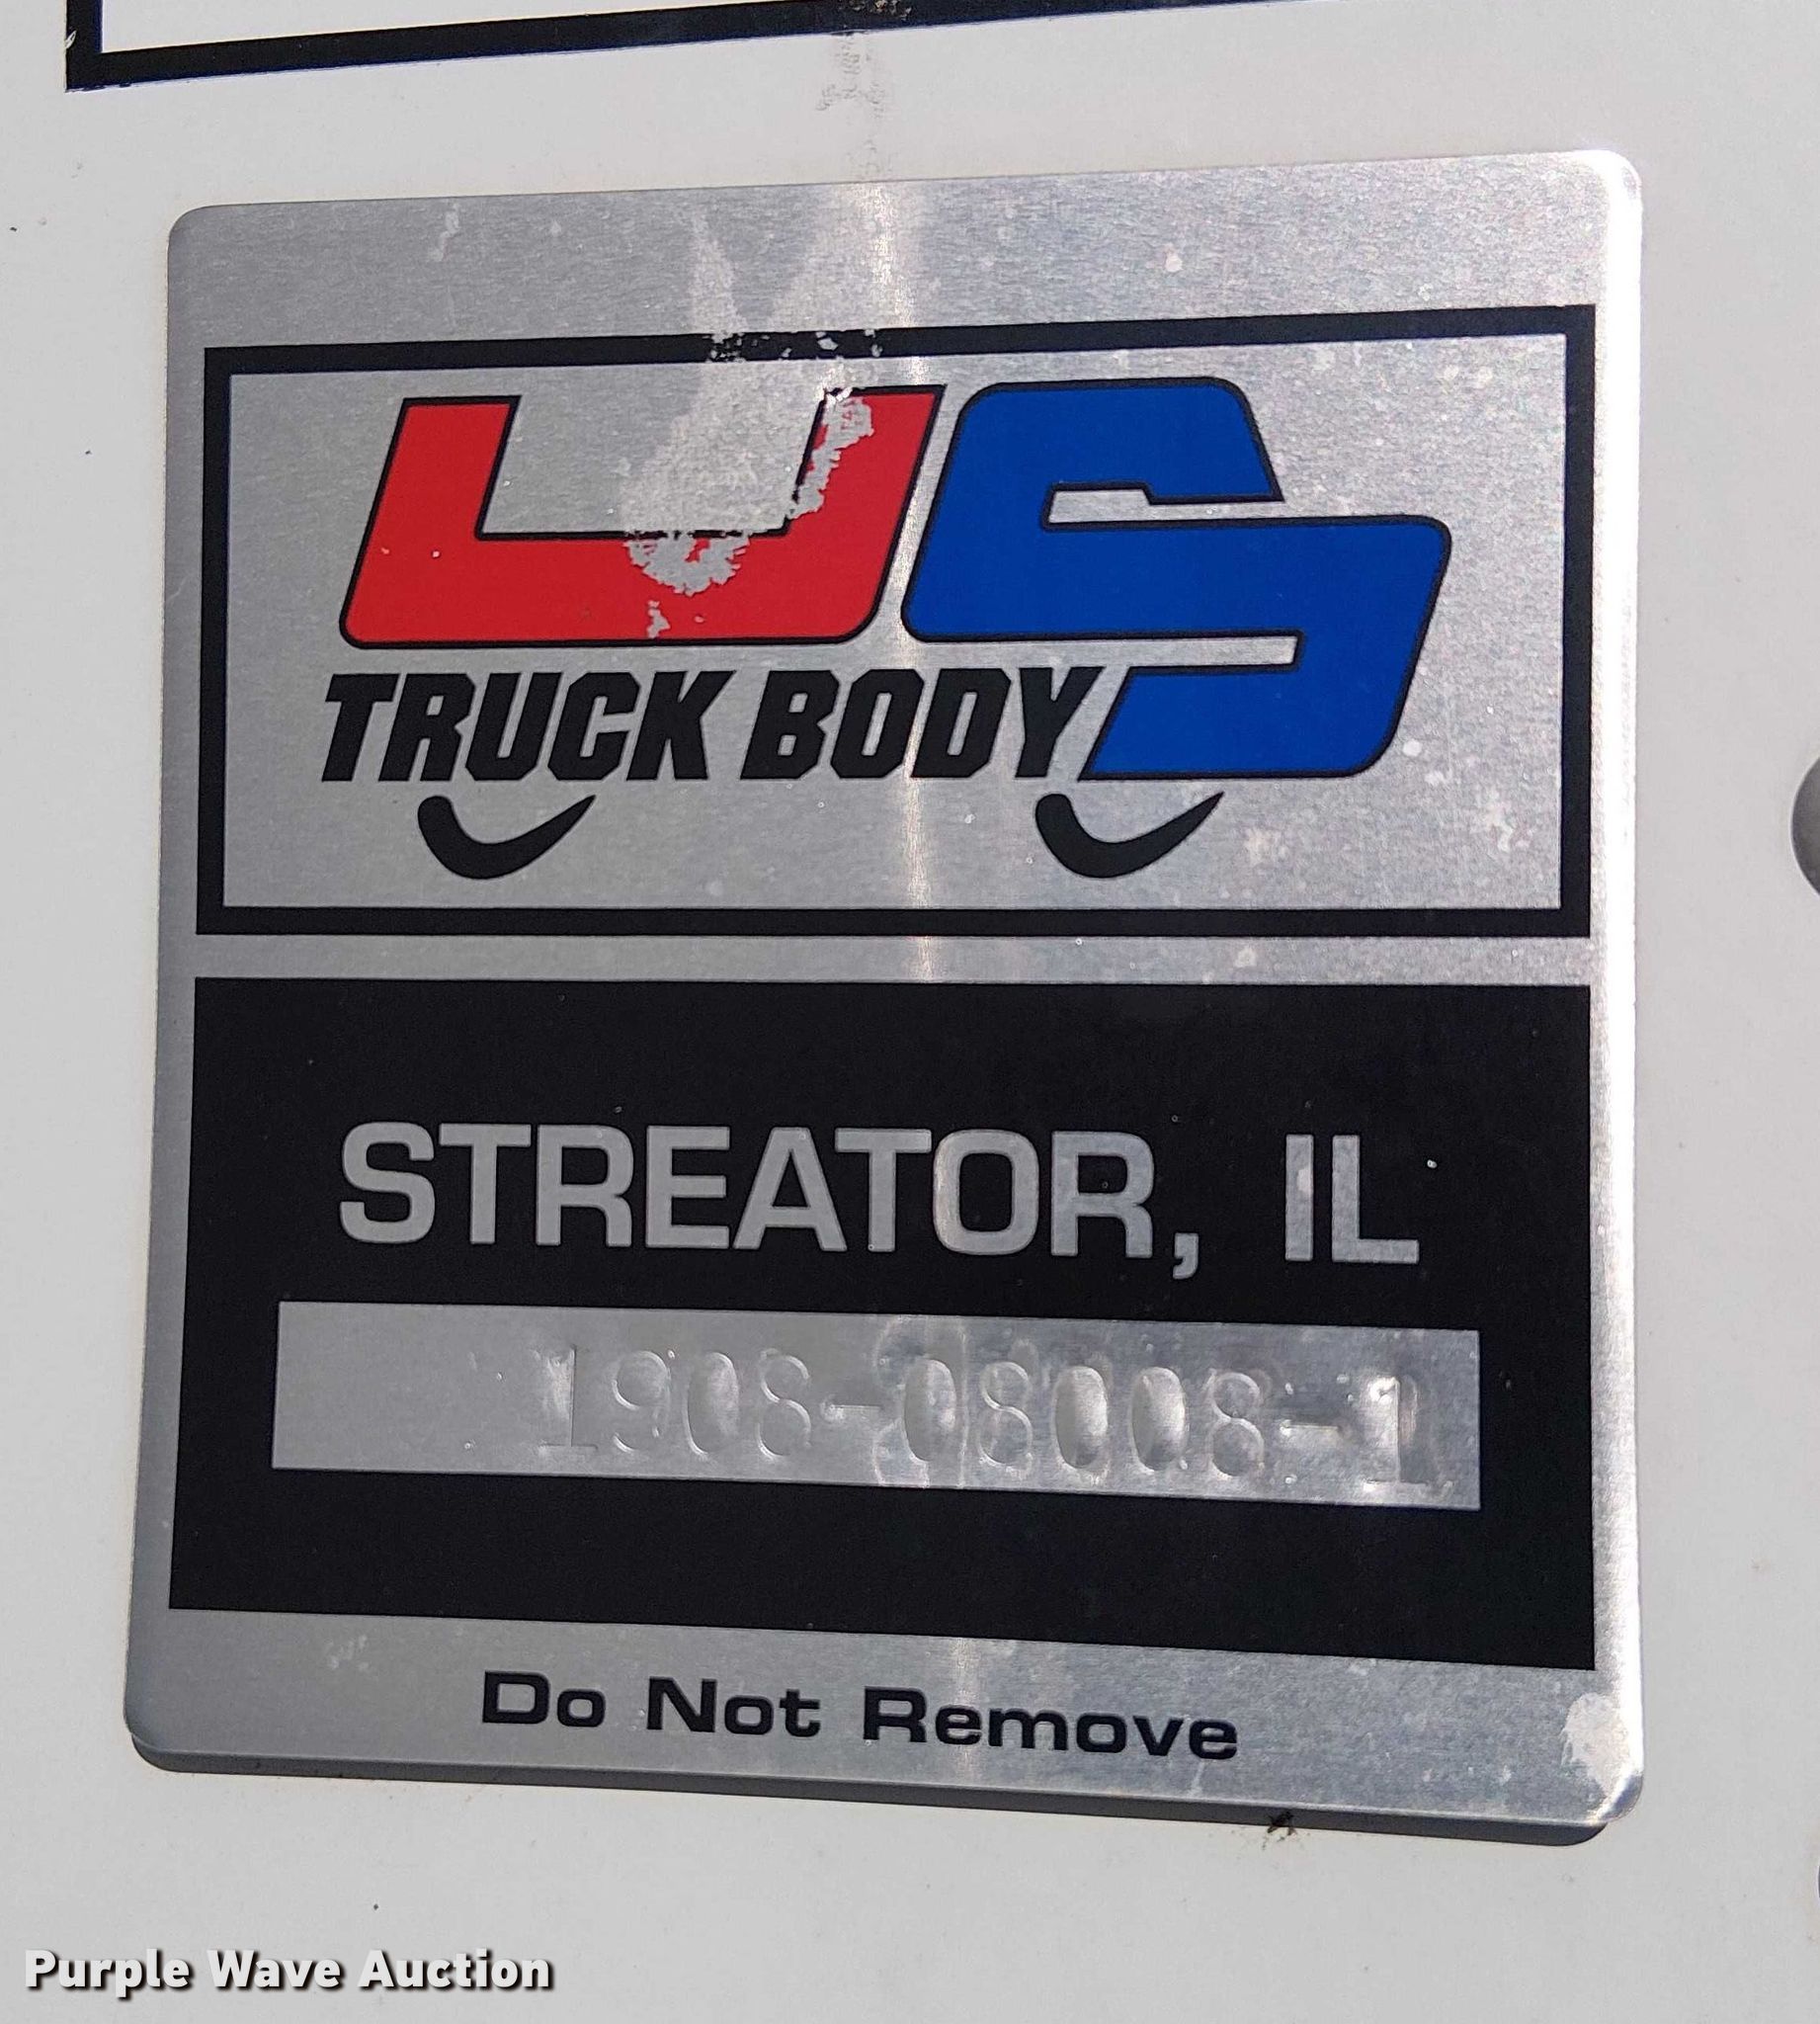 US
TRUCK BODY
STREATOR, IL
1908-08008-1
Do Not Remove
Purple Wave Auction